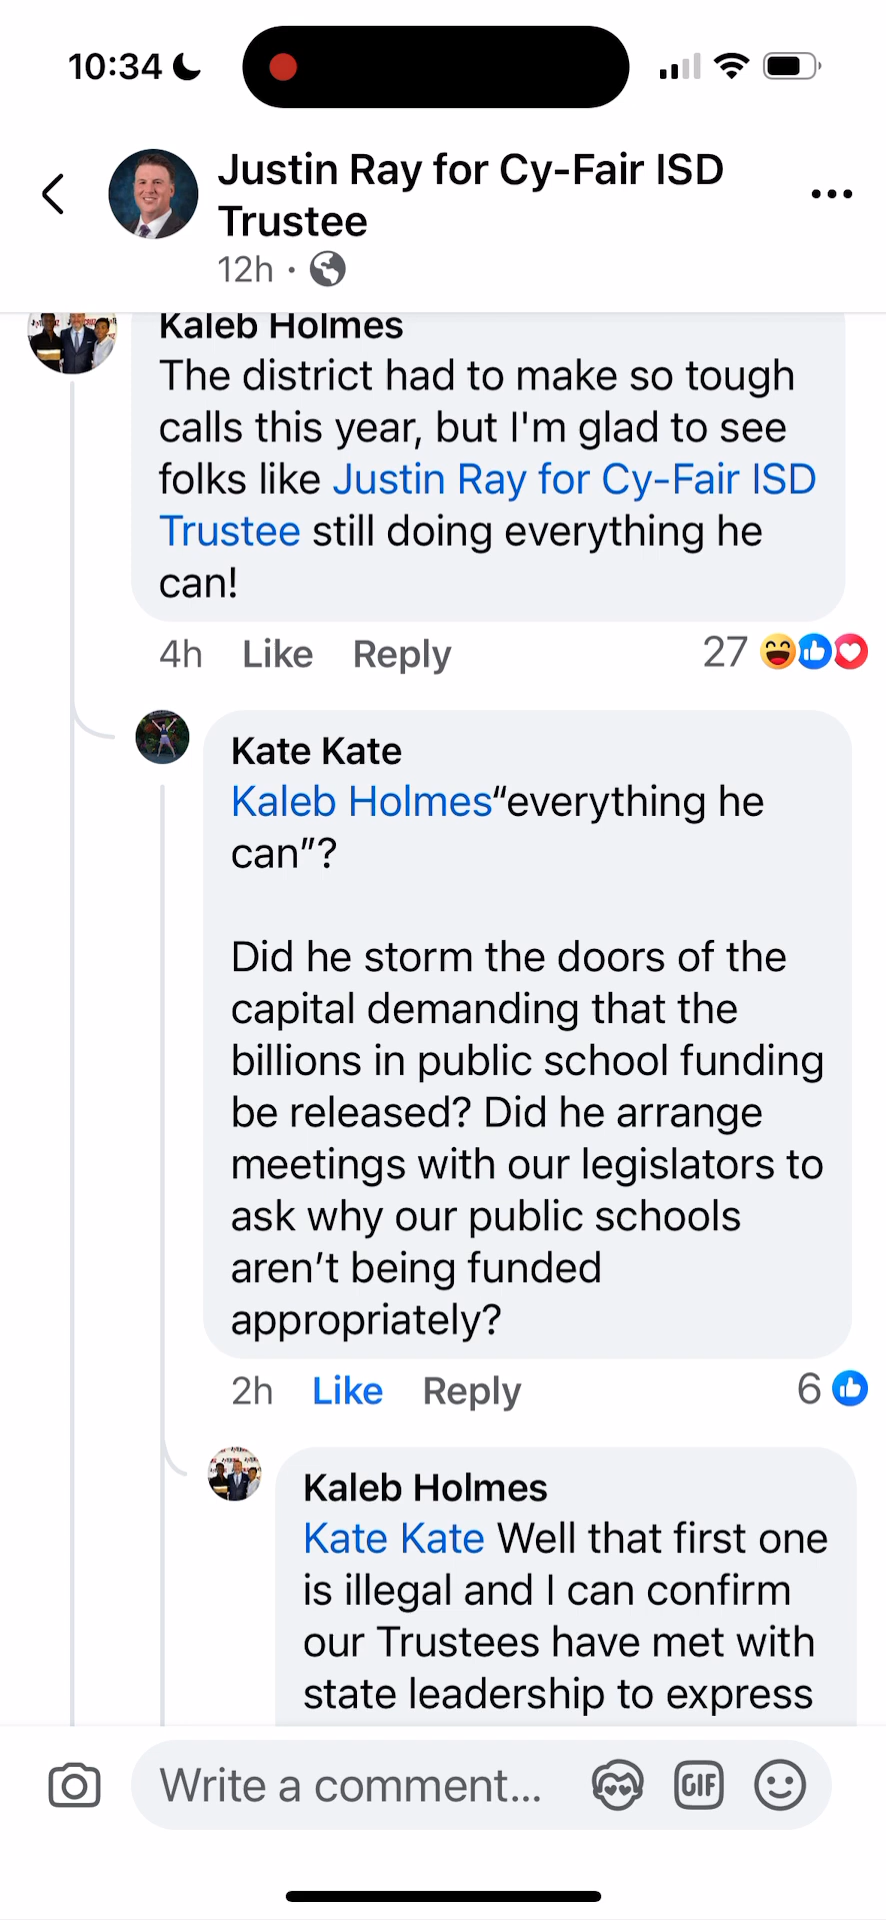 10:34
Justin Ray for Cy-Fair ISD
Trustee
12h ·
Kaleb Holmes
The district had to make so tough
calls this year, but I'm glad to see
folks like Justin Ray for Cy-Fair ISD
Trustee still doing everything he
can!
4h Like Reply 27
Kate Kate
Kaleb Holmes“everything he
can”?
Did he storm the doors of the
capital demanding that the
billions in public school funding
be released? Did he arrange
meetings with our legislators to
ask why our public schools
aren’t being funded
appropriately?
2h Like Reply 6
Kaleb Holmes
Kate Kate Well that first one
is illegal and I can confirm
our Trustees have met with
state leadership to express
Write a comment...
GIF